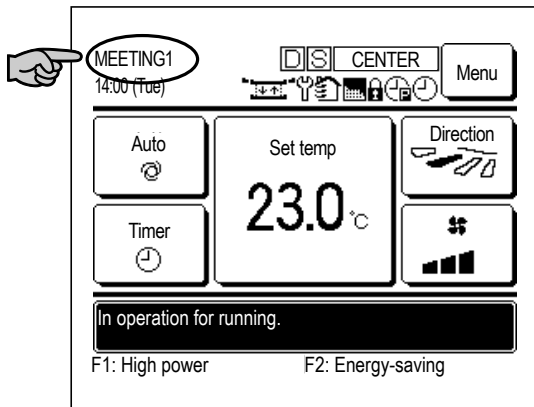 MEETING1
14:00 (Tue)
D S CENTER
Menu
Auto
Set temp
Direction
23.0 °C
Timer
In operation for running.
F1: High power F2: Energy-saving